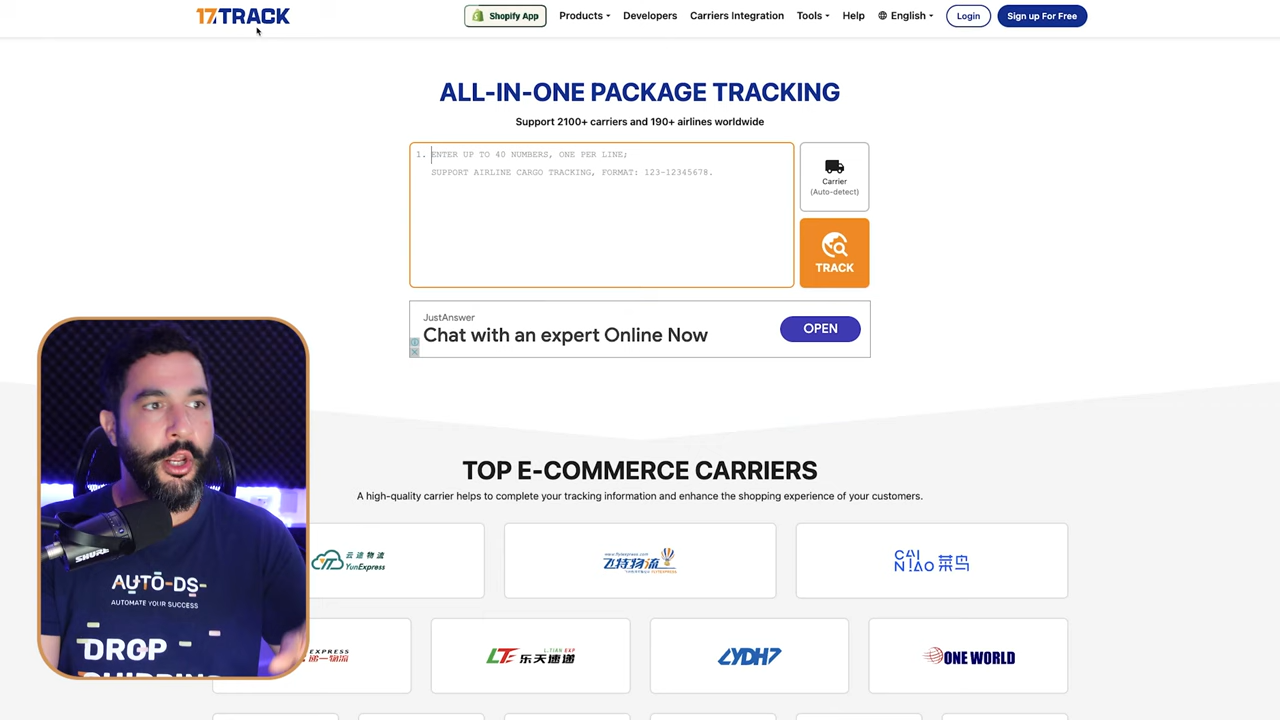 17TRACK
Shopify App
Products
Developers
Carriers Integration
Tools
Help
English
Login
Sign up For Free
ALL-IN-ONE PACKAGE TRACKING
Support 2100+ carriers and 190+ airlines worldwide
1. ENTER UP TO 40 NUMBERS, ONE PER LINE;
SUPPORT AIRLINE CARGO TRACKING, FORMAT: 123-12345678.
Carrier
(Auto-detect)
TRACK
JustAnswer
Chat with an expert Online Now
OPEN
TOP E-COMMERCE CARRIERS
A high-quality carrier helps to complete your tracking information and enhance the shopping experience of your customers.
云途物流
YunExpress
飞特物流
CAI
NIAO 菜鸟
EXPRESS
L.TIAN EXP
乐天速递
YDH
ONE WORLD
SHURE
AUTO-DS
AUTOMATE YOUR SUCCESS
DROP
SHIPPING